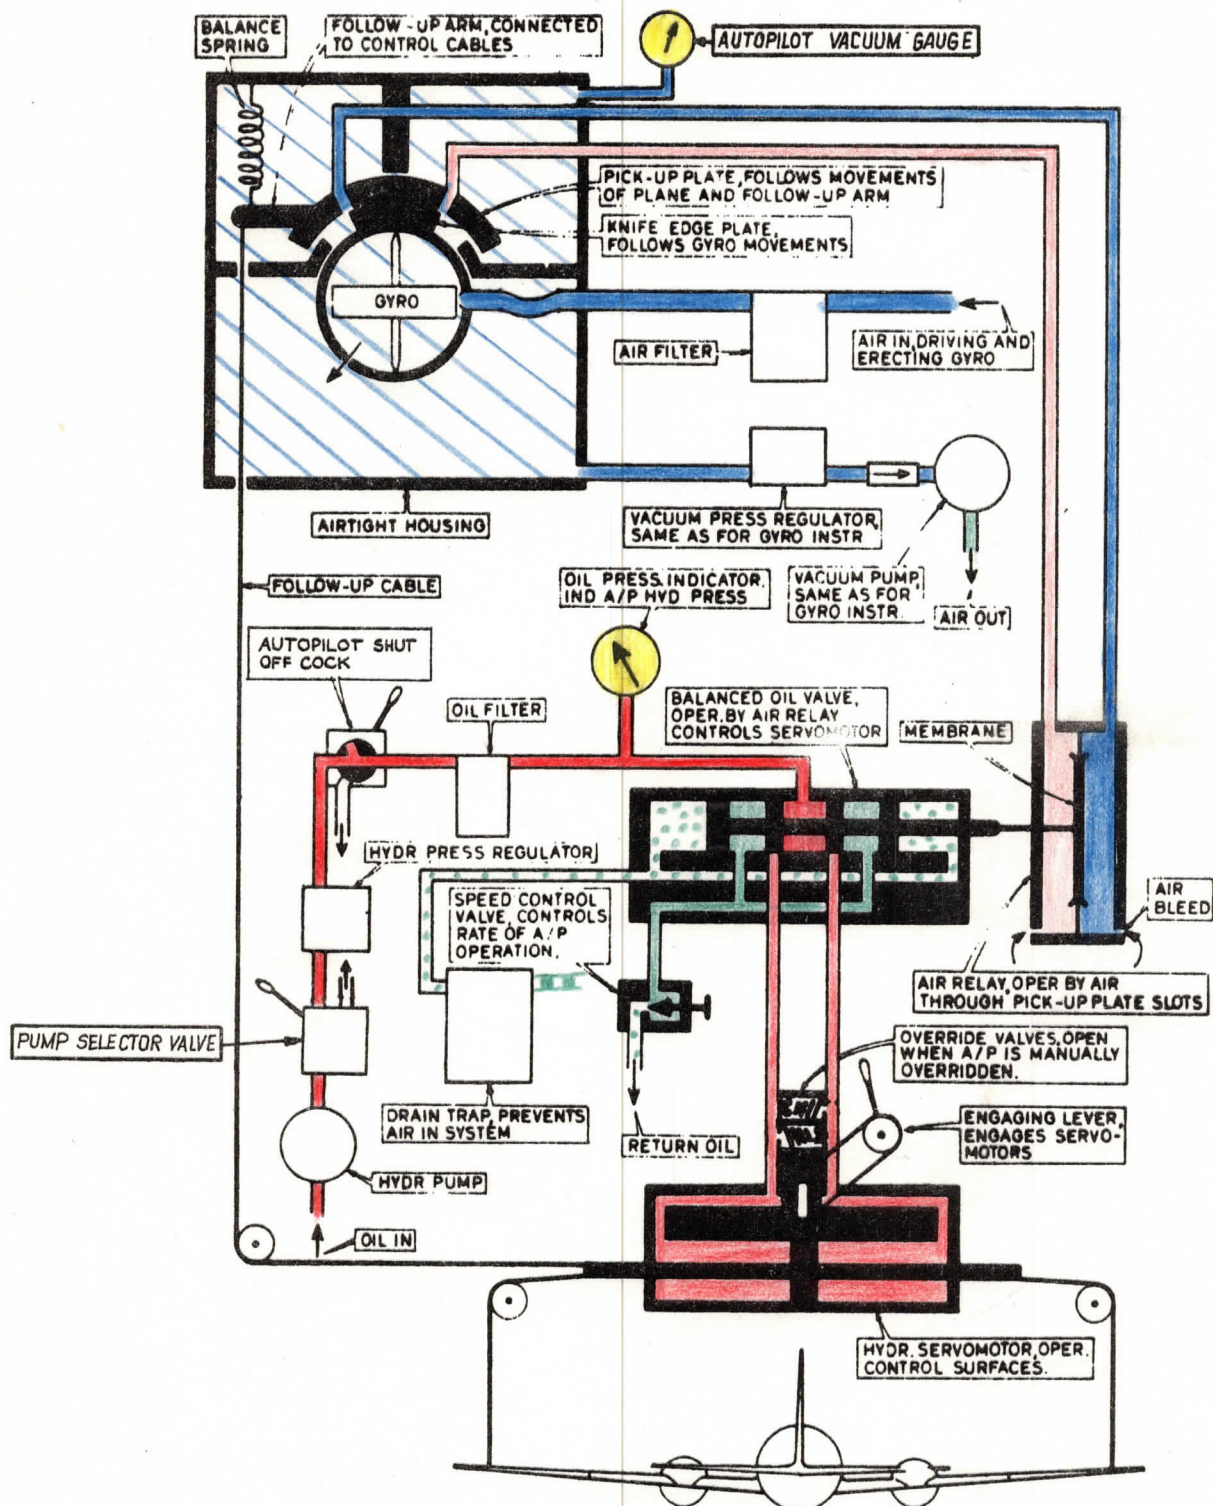 BALANCE
SPRING
FOLLOW-UP ARM, CONNECTED
TO CONTROL CABLES
AUTOPILOT VACUUM GAUGE
PICK-UP PLATE, FOLLOWS MOVEMENTS
OF PLANE AND FOLLOW-UP ARM
KNIFE EDGE PLATE,
FOLLOWS GYRO MOVEMENTS
GYRO
AIR FILTER
AIR IN, DRIVING AND
ERECTING GYRO
AIRTIGHT HOUSING
VACUUM PRESS REGULATOR,
SAME AS FOR GYRO INSTR
FOLLOW-UP CABLE
OIL PRESS. INDICATOR.
IND A/P HYD PRESS
VACUUM PUMP,
SAME AS FOR
GYRO INSTR.
AIR OUT
AUTOPILOT SHUT
OFF COCK
OIL FILTER
BALANCED OIL VALVE,
OPER. BY AIR RELAY
CONTROLS SERVOMOTOR
MEMBRANE
HYDR PRESS REGULATOR
SPEED CONTROL
VALVE, CONTROLS
RATE OF A/P
OPERATION.
AIR
BLEED
AIR RELAY, OPER BY AIR
THROUGH PICK-UP PLATE SLOTS
PUMP SELECTOR VALVE
OVERRIDE VALVES, OPEN
WHEN A/P IS MANUALLY
OVERRIDDEN.
DRAIN TRAP, PREVENTS
AIR IN SYSTEM
RETURN OIL
ENGAGING LEVER,
ENGAGES SERVO-
MOTORS
HYDR PUMP
OIL IN
HYDR. SERVOMOTOR, OPER.
CONTROL SURFACES.